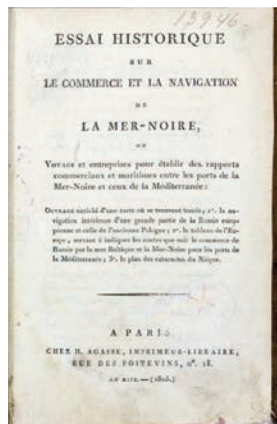 13946.
ESSAI HISTORIQUE
SUR
LE COMMERCE ET LA NAVIGATION
DE
LA MER-NOIRE,
OU
VOYAGE et entreprises pour établir des rapports
commerciaux et maritimes entre les ports de la
Mer-Noire et ceux de la Méditerranée:
OUVRAGE enrichi d'une carte où se trouvent tracés, 1°. la na-
vigation intérieure d'une grande partie de la Russie euro-
péenne et celle de l'ancienne Pologne; 2°. le tableau de l'Eu-
rope, servant à indiquer les routes que suit le commerce de
Russie par la mer Baltique et la Mer-Noire pour les ports de
la Méditerranée; 3°. le plan des cataractes du Niéper.
A PARIS
CHEZ H. AGASSE, IMPRIMEUR-LIBRAIRE,
RUE DES POITEVINS, n°. 18.
AN XIII. — (1805.)